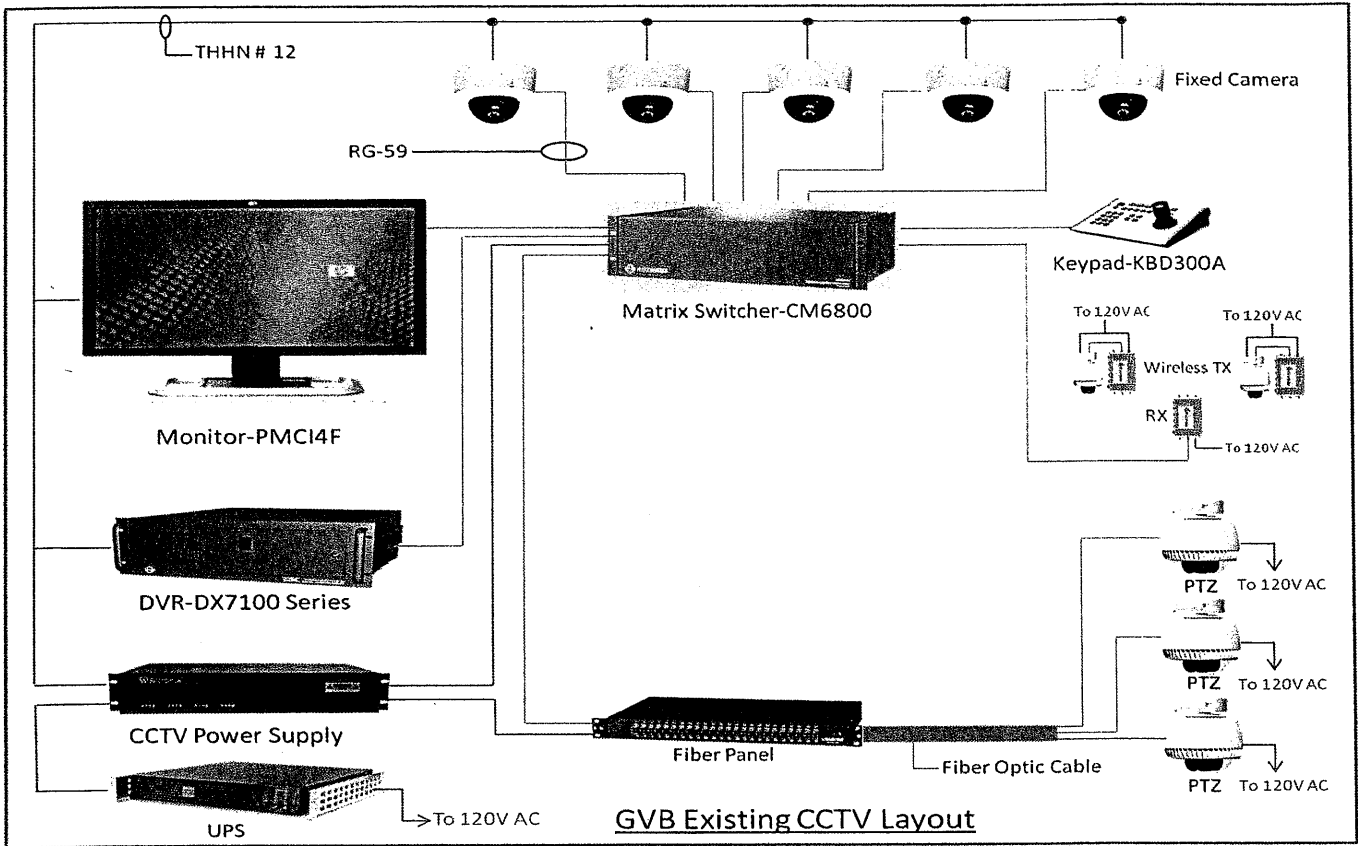 THHN # 12
Fixed Camera
RG-59
Keypad-KBD300A
Matrix Switcher-CM6800
To 120V AC
To 120V AC
Wireless TX
RX
To 120V AC
Monitor-PMCI4F
DVR-DX7100 Series
PTZ
To 120V AC
PTZ
To 120V AC
CCTV Power Supply
Fiber Panel
Fiber Optic Cable
PTZ
To 120V AC
UPS
To 120V AC
GVB Existing CCTV Layout